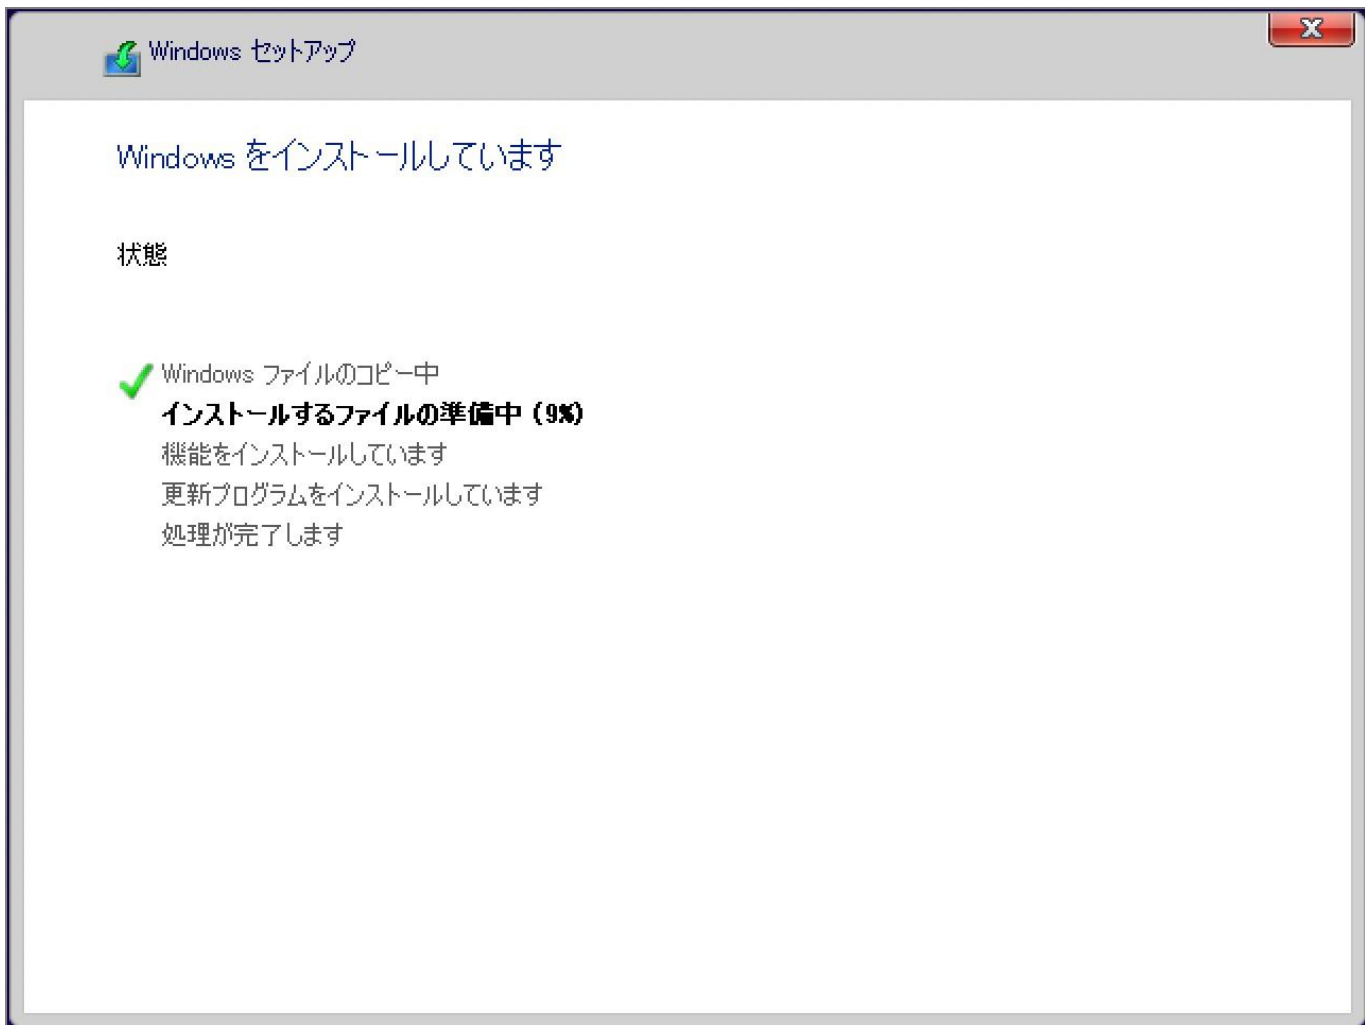 Windows セットアップ
Windows をインストールしています
状態
Windows ファイルのコピー中
インストールするファイルの準備中 (9%)
機能をインストールしています
更新プログラムをインストールしています
処理が完了します